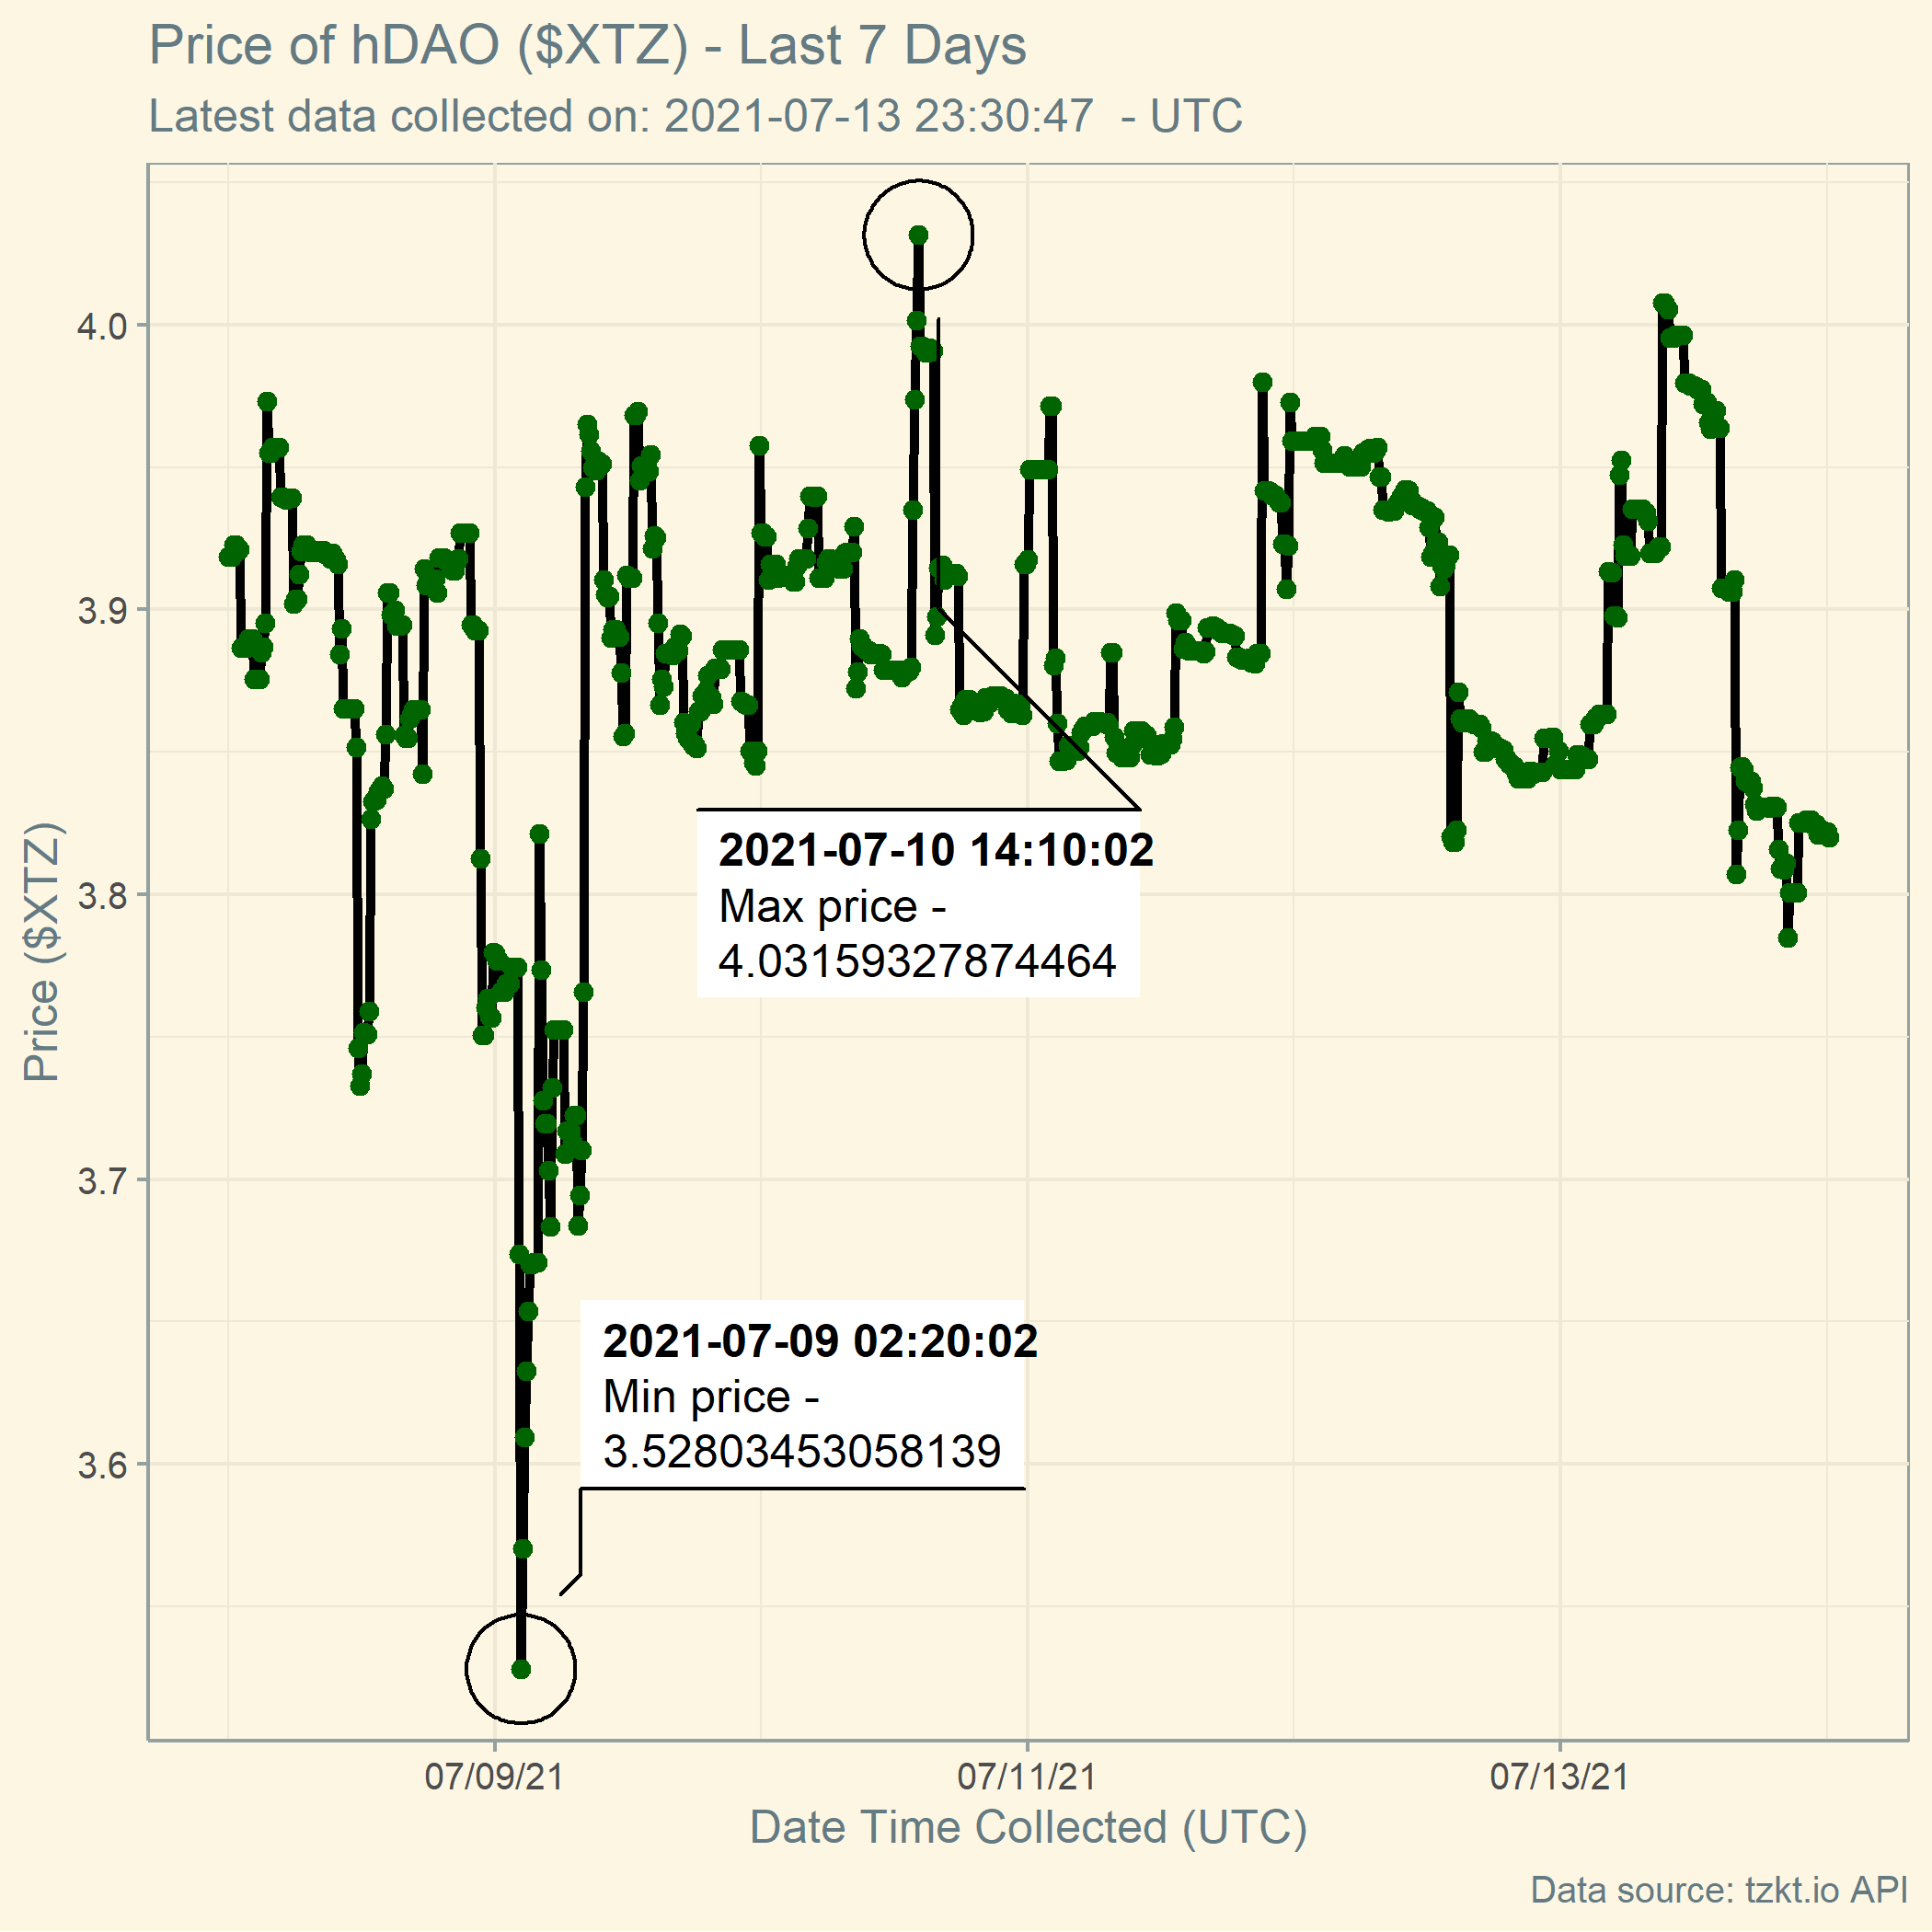 Price of hDAO ($XTZ) - Last 7 Days
Latest data collected on: 2021-07-13 23:30:47  - UTC
Price ($XTZ)
4.0
3.9
3.8
3.7
3.6
2021-07-10 14:10:02
Max price -
4.03159327874464
2021-07-09 02:20:02
Min price -
3.52803453058139
07/09/21
07/11/21
07/13/21
Date Time Collected (UTC)
Data source: tzkt.io API